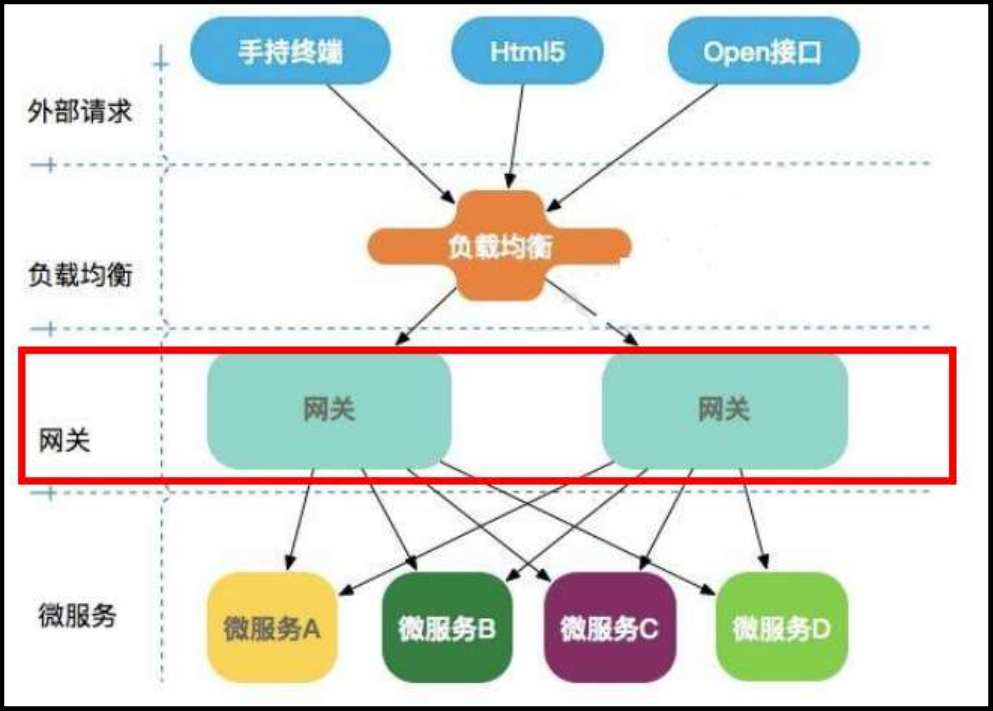 手持终端
Html5
Open接口
外部请求
负载均衡
负载均衡
网关
网关
网关
微服务
微服务A
微服务B
微服务C
微服务D